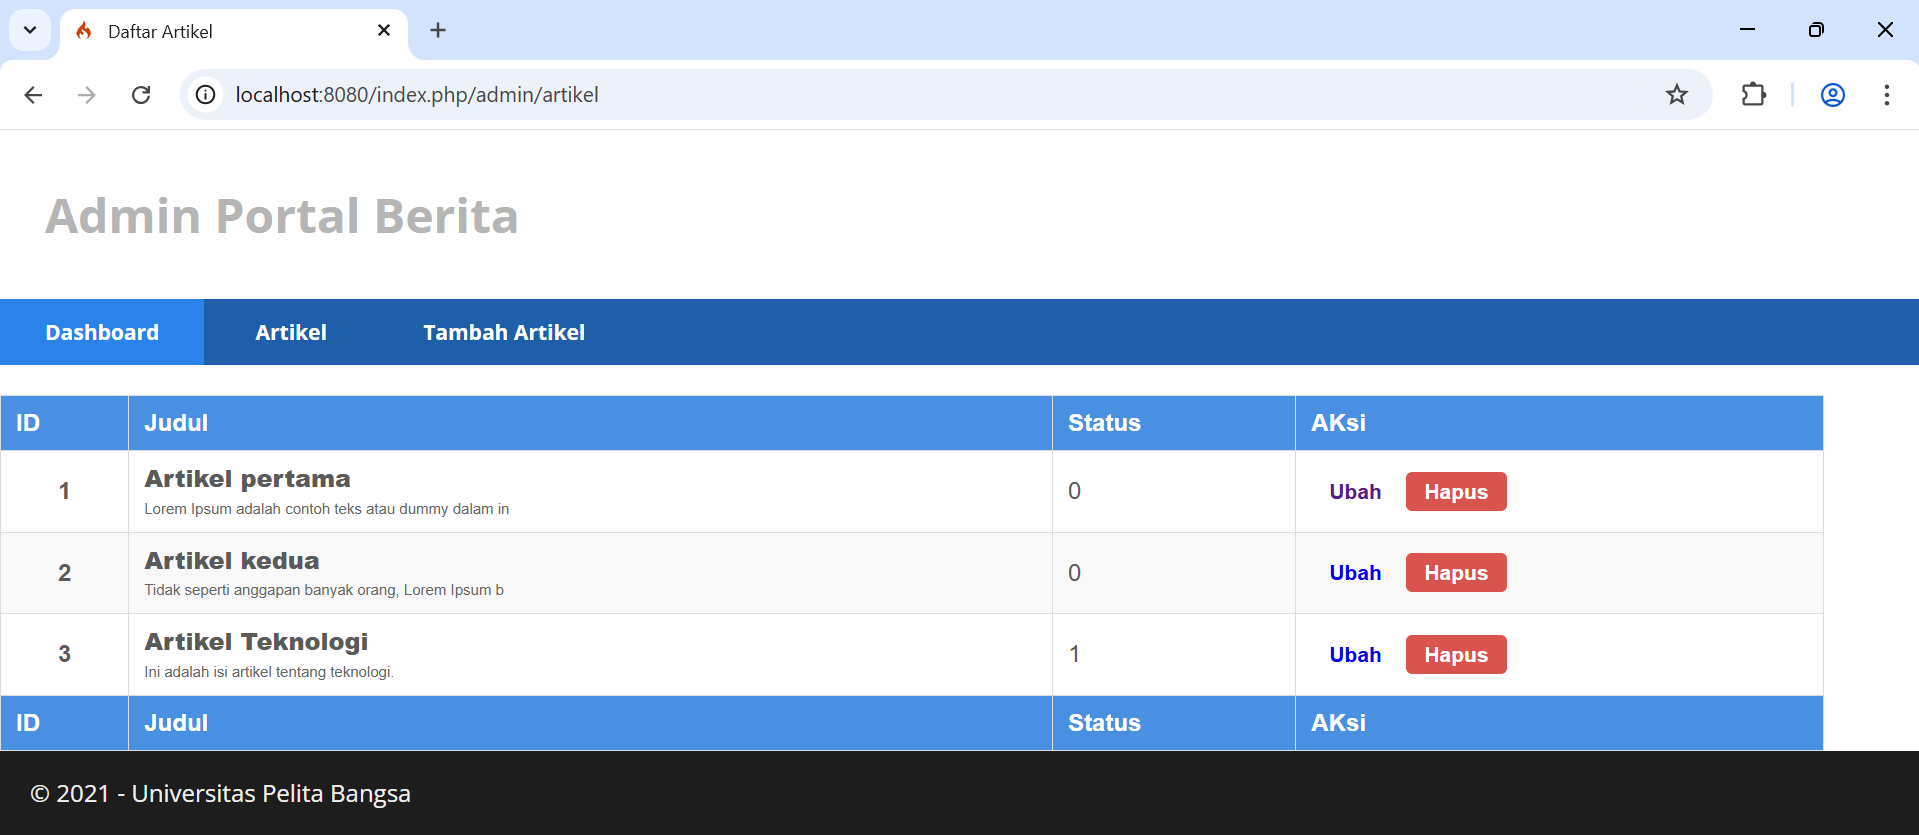 Daftar Artikel
localhost:8080/index.php/admin/artikel
Admin Portal Berita
Dashboard Artikel Tambah Artikel
ID Judul Status AKsi
1 Artikel pertama 0 Ubah Hapus
Lorem Ipsum adalah contoh teks atau dummy dalam in
2 Artikel kedua 0 Ubah Hapus
Tidak seperti anggapan banyak orang, Lorem Ipsum b
3 Artikel Teknologi 1 Ubah Hapus
Ini adalah isi artikel tentang teknologi.
ID Judul Status AKsi
© 2021 - Universitas Pelita Bangsa